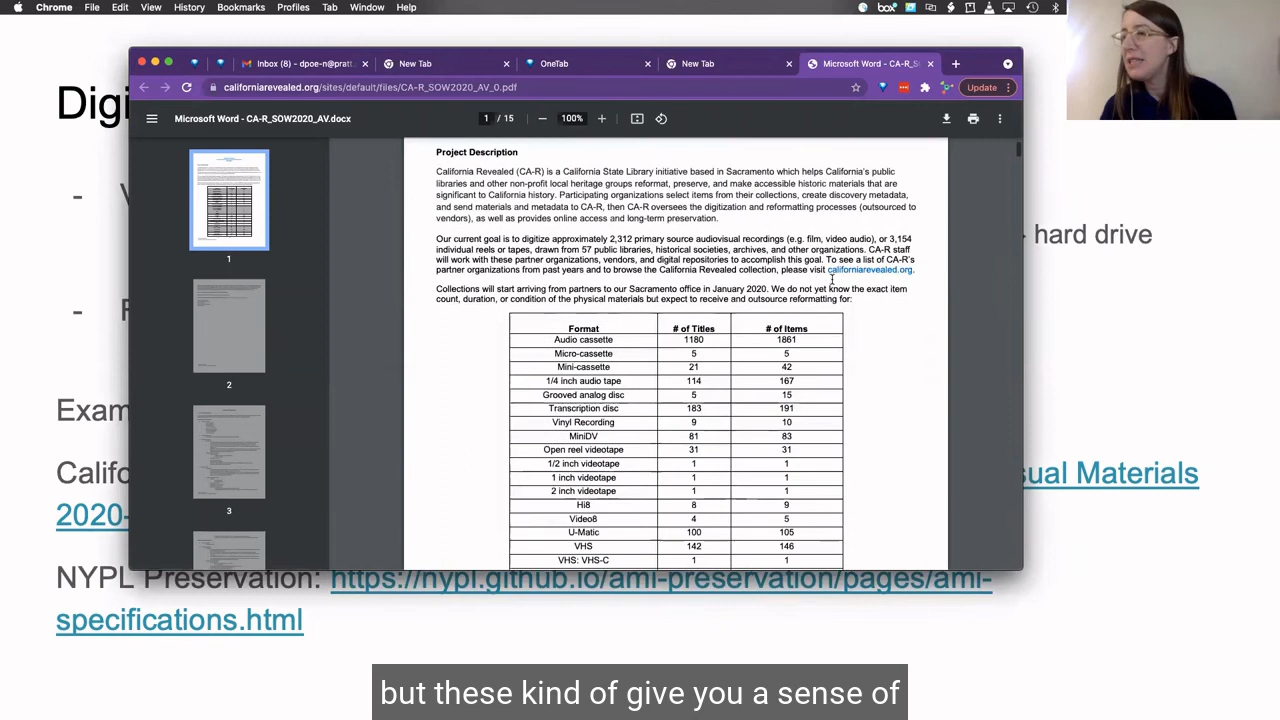 Chrome File Edit View History Bookmarks Profiles Tab Window Help
box
Inbox (8) - dpoe-n@pratt
New Tab
OneTab
New Tab
Microsoft Word - CA-R_S
californiarevealed.org/sites/default/files/CA-R_SOW2020_AV_0.pdf
Update
Microsoft Word - CA-R_SOW2020_AV.docx
1 / 15
100%
Digi
- V
hard drive
- F
Exam
Califo
ual Materials
2020-
NYPL Preservation: https://nypl.github.io/ami-preservation/pages/ami-
specifications.html
1
2
3
Project Description
California Revealed (CA-R) is a California State Library initiative based in Sacramento which helps California's public
libraries and other non-profit local heritage groups reformat, preserve, and make accessible historic materials that are
significant to California history. Participating organizations select items from their collections, create discovery metadata,
and send materials and metadata to CA-R, then CA-R oversees the digitization and reformatting processes (outsourced to
vendors), as well as provides online access and long-term preservation.
Our current goal is to digitize approximately 2,312 primary source audiovisual recordings (e.g. film, video audio), or 3,154
individual reels or tapes, drawn from 57 public libraries, historical societies, archives, and other organizations. CA-R staff
will work with these partner organizations, vendors, and digital repositories to accomplish this goal. To see a list of CA-R's
partner organizations from past years and to browse the California Revealed collection, please visit californiarevealed.org.
Collections will start arriving from partners to our Sacramento office in January 2020. We do not yet know the exact item
count, duration, or condition of the physical materials but expect to receive and outsource reformatting for:
Format # of Titles # of Items
Audio cassette 1180 1861
Micro-cassette 5 5
Mini-cassette 21 42
1/4 inch audio tape 114 167
Grooved analog disc 5 15
Transcription disc 183 191
Vinyl Recording 9 10
MiniDV 81 83
Open reel videotape 31 31
1/2 inch videotape 1 1
1 inch videotape 1 1
2 inch videotape 1 1
Hi8 8 9
Video8 4 5
U-Matic 100 105
VHS 142 146
VHS: VHS-C 1 1
but these kind of give you a sense of